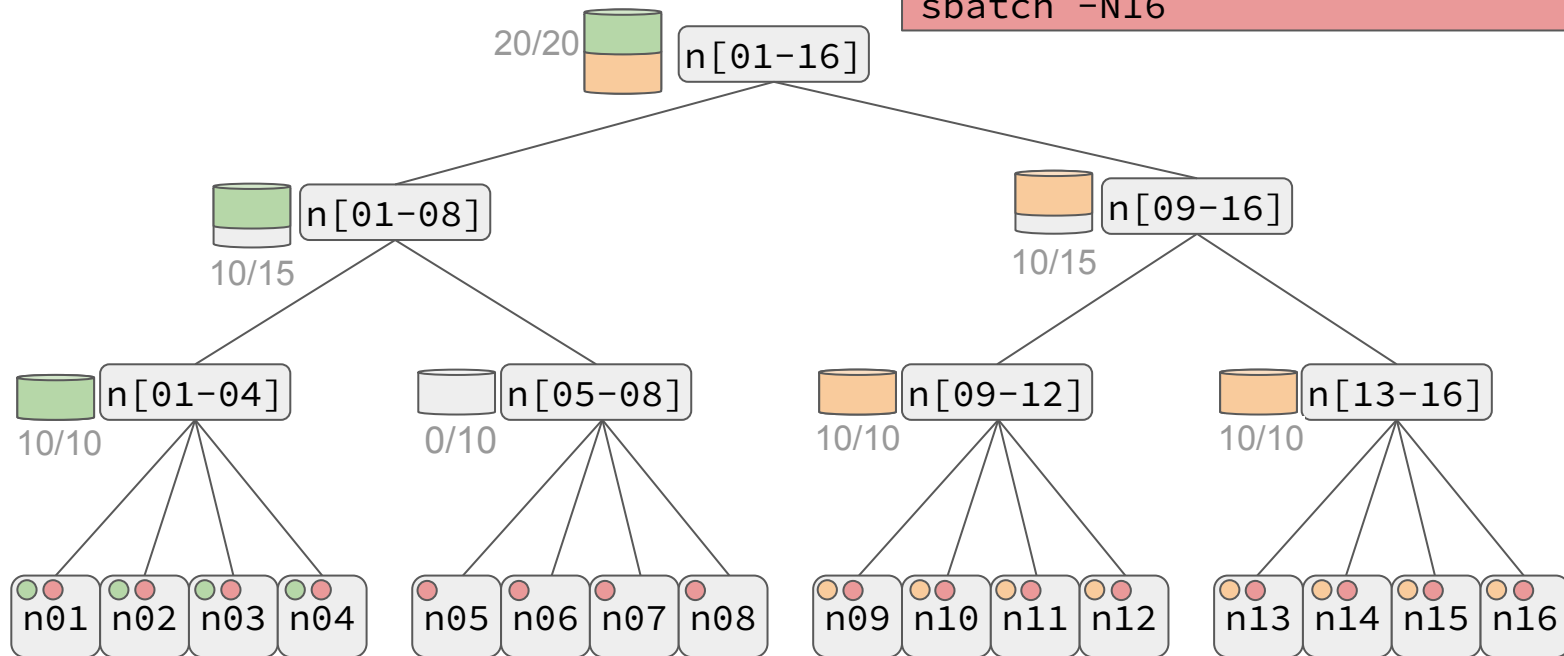 sbatch -N16
20/20
n[01-16]
n[01-08]
n[09-16]
10/15
10/15
n[01-04]
n[05-08]
n[09-12]
n[13-16]
10/10
0/10
10/10
10/10
n01 n02 n03 n04 n05 n06 n07 n08 n09 n10 n11 n12 n13 n14 n15 n16